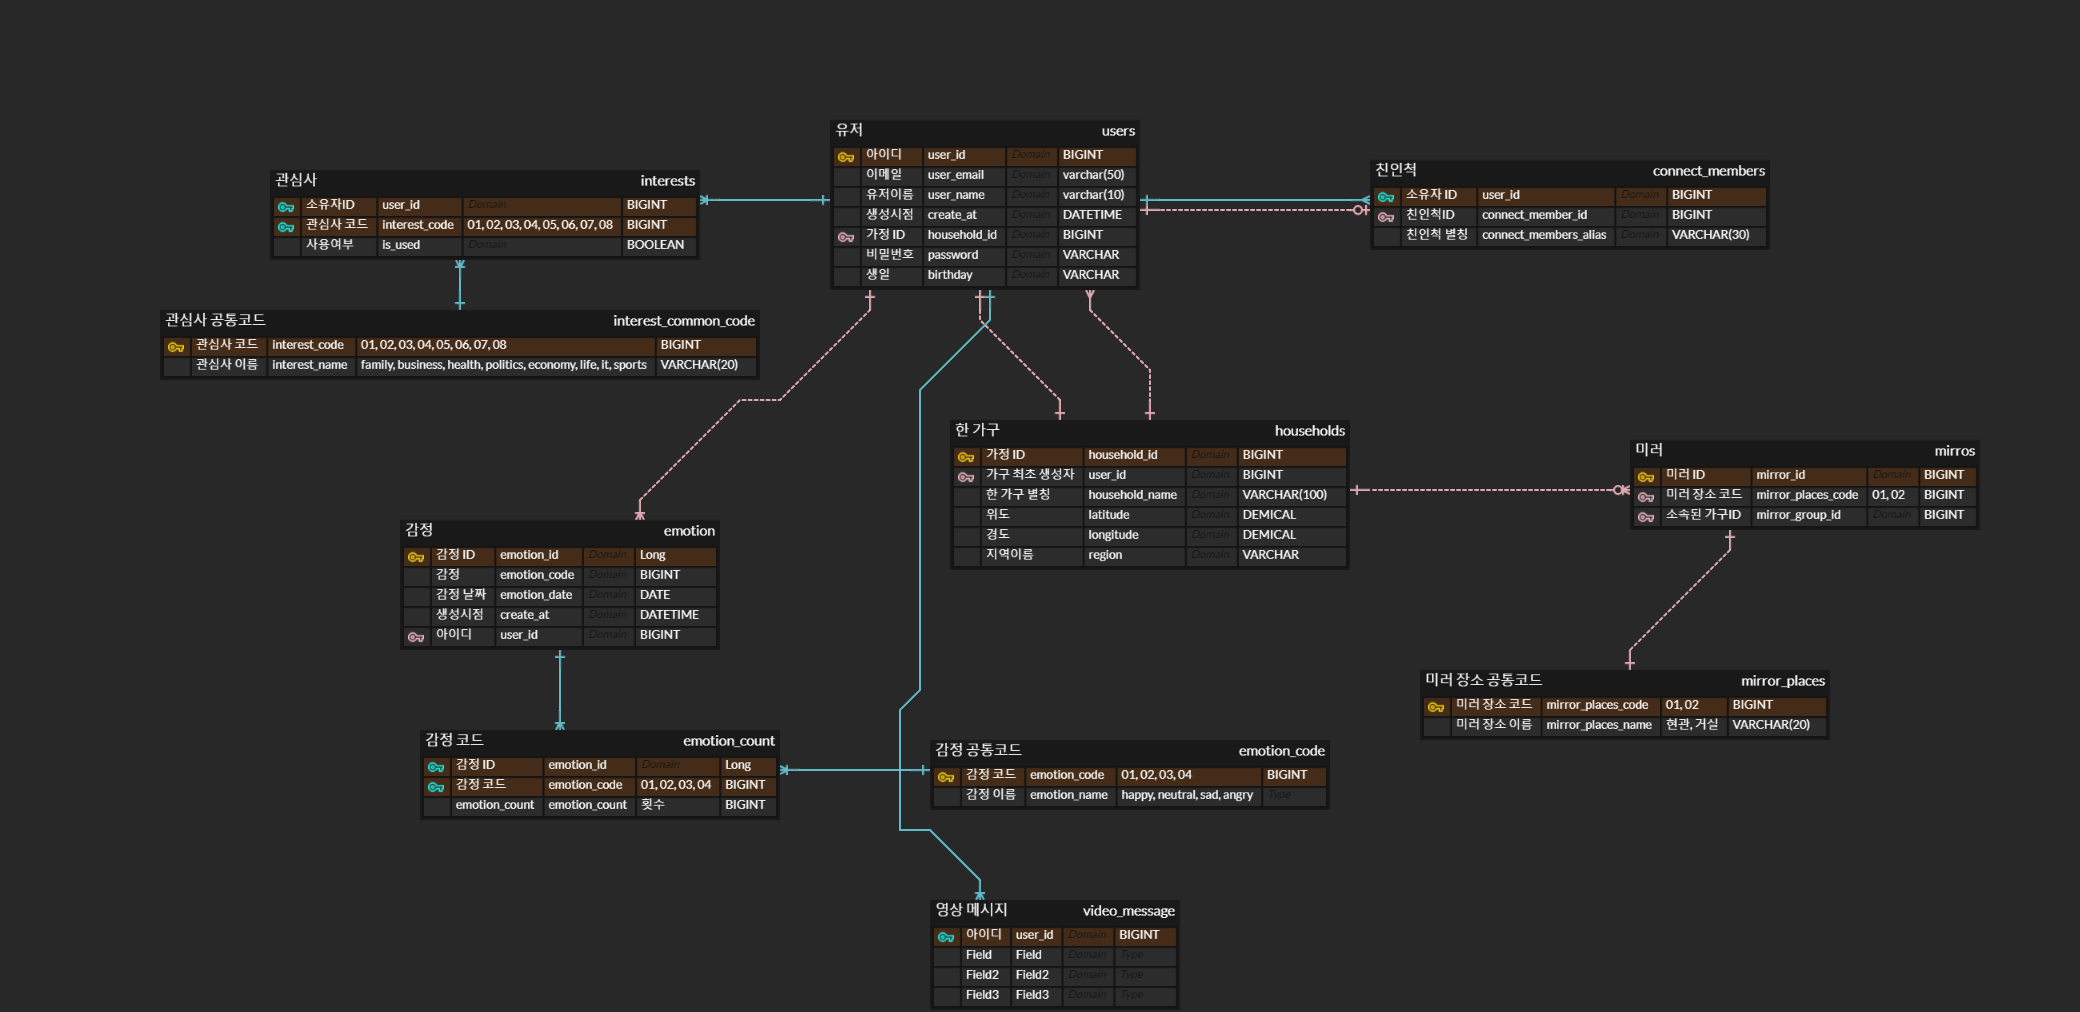 유저 users
아이디 user_id Domain BIGINT
이메일 user_email Domain varchar(50)
유저이름 user_name Domain varchar(10)
생성시점 create_at Domain DATETIME
가정 ID household_id Domain BIGINT
비밀번호 password Domain VARCHAR
생일 birthday Domain VARCHAR
관심사 interests
소유자ID user_id Domain BIGINT
관심사 코드 interest_code 01, 02, 03, 04, 05, 06, 07, 08 BIGINT
사용여부 is_used Domain BOOLEAN
친인척 connect_members
소유자 ID user_id Domain BIGINT
친인척ID connect_member_id Domain BIGINT
친인척 별칭 connect_members_alias Domain VARCHAR(30)
관심사 공통코드 interest_common_code
관심사 코드 interest_code 01, 02, 03, 04, 05, 06, 07, 08 BIGINT
관심사 이름 interest_name family, business, health, politics, economy, life, it, sports VARCHAR(20)
한 가구 households
가정 ID household_id Domain BIGINT
가구 최초 생성자 user_id Domain BIGINT
한 가구 별칭 household_name Domain VARCHAR(100)
위도 latitude Domain DEMICAL
경도 longitude Domain DEMICAL
지역이름 region Domain VARCHAR
미러 mirros
미러 ID mirror_id Domain BIGINT
미러 장소 코드 mirror_places_code 01, 02 BIGINT
소속된 가구ID mirror_group_id Domain BIGINT
감정 emotion
감정 ID emotion_id Domain Long
감정 emotion_code Domain BIGINT
감정 날짜 emotion_date Domain DATE
생성시점 create_at Domain DATETIME
아이디 user_id Domain BIGINT
미러 장소 공통코드 mirror_places
미러 장소 코드 mirror_places_code 01, 02 BIGINT
미러 장소 이름 mirror_places_name 현관, 거실 VARCHAR(20)
감정 코드 emotion_count
감정 ID emotion_id Domain Long
감정 코드 emotion_code 01, 02, 03, 04 BIGINT
emotion_count emotion_count 횟수 BIGINT
감정 공통코드 emotion_code
감정 코드 emotion_code 01, 02, 03, 04 BIGINT
감정 이름 emotion_name happy, neutral, sad, angry Type
영상 메시지 video_message
아이디 user_id Domain BIGINT
Field Field Domain Type
Field2 Field2 Domain Type
Field3 Field3 Domain Type